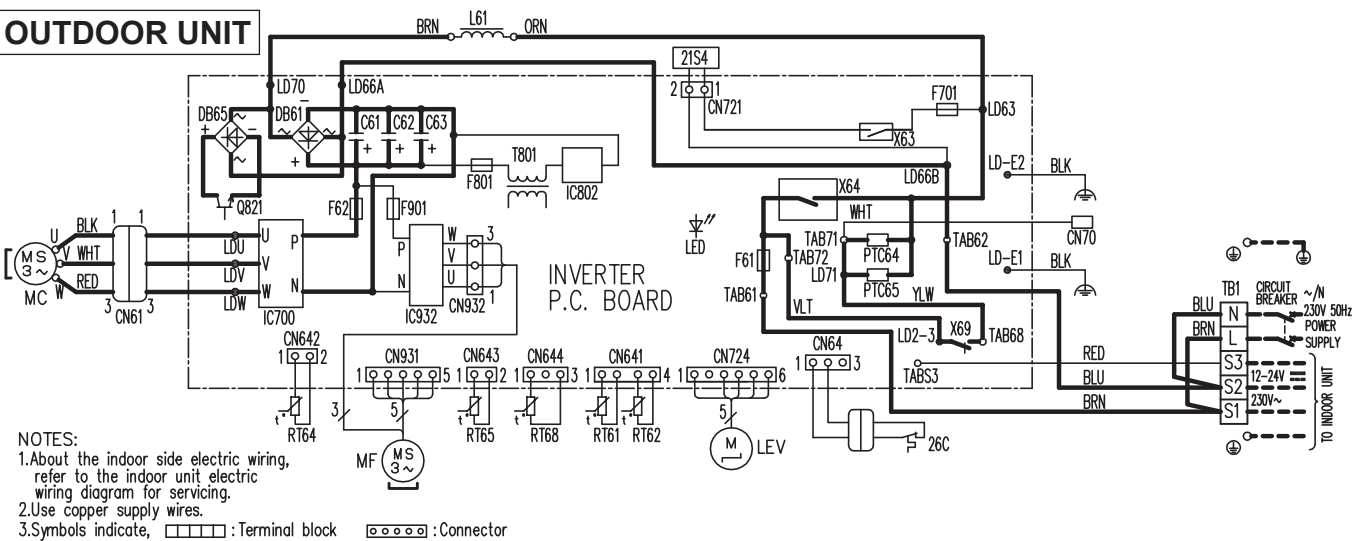 OUTDOOR UNIT
BRN L61 ORN
21S4
2 1
CN721
LD70 LD66A
F701
LD63
DB65 ~ DB61 −
C61 C62 C63
+ − ~ ~
~ +
+ + +
X63
T801
F801 IC802
LD66B
LD-E2 BLK
Q821
F62 F901
X64
WHT
LED
CN70
1 1
U BLK
V WHT
W RED
MS
3~
MC
3 3
CN61
LDU
LDV
LDW
U P
V
W N
IC700
P
N
IC932
W 3
V
U 1
CN932
INVERTER
P.C. BOARD
F61
TAB61
TAB71
TAB72
LD71
PTC64
PTC65
TAB62
LD-E1 BLK
VLT YLW
LD2-3 X69 TAB68
TABS3
RED
BLU
BRN
BLU
BRN
TB1
N
L
S3
S2
S1
CIRCUIT
BREAKER
~/N
230V 50Hz
POWER
SUPPLY
12-24V
230V~
TO INDOOR UNIT
CN642
1 2
CN931
1 5
CN643
1 2
CN644
1 3
CN641
1 4
CN724
1 6
CN64
1 3
t° t° t° t° t°
RT64
3 5
RT65 RT68 RT61 RT62
5
M
LEV
26C
MF
MS
3~
NOTES:
1.About the indoor side electric wiring,
refer to the indoor unit electric
wiring diagram for servicing.
2.Use copper supply wires.
3.Symbols indicate, : Terminal block : Connector